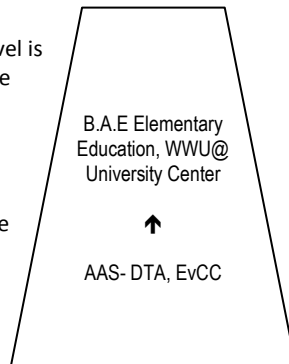 vel is
e
B.A.E Elementary
Education, WWU@
University Center
e
↑
AAS- DTA, EvCC